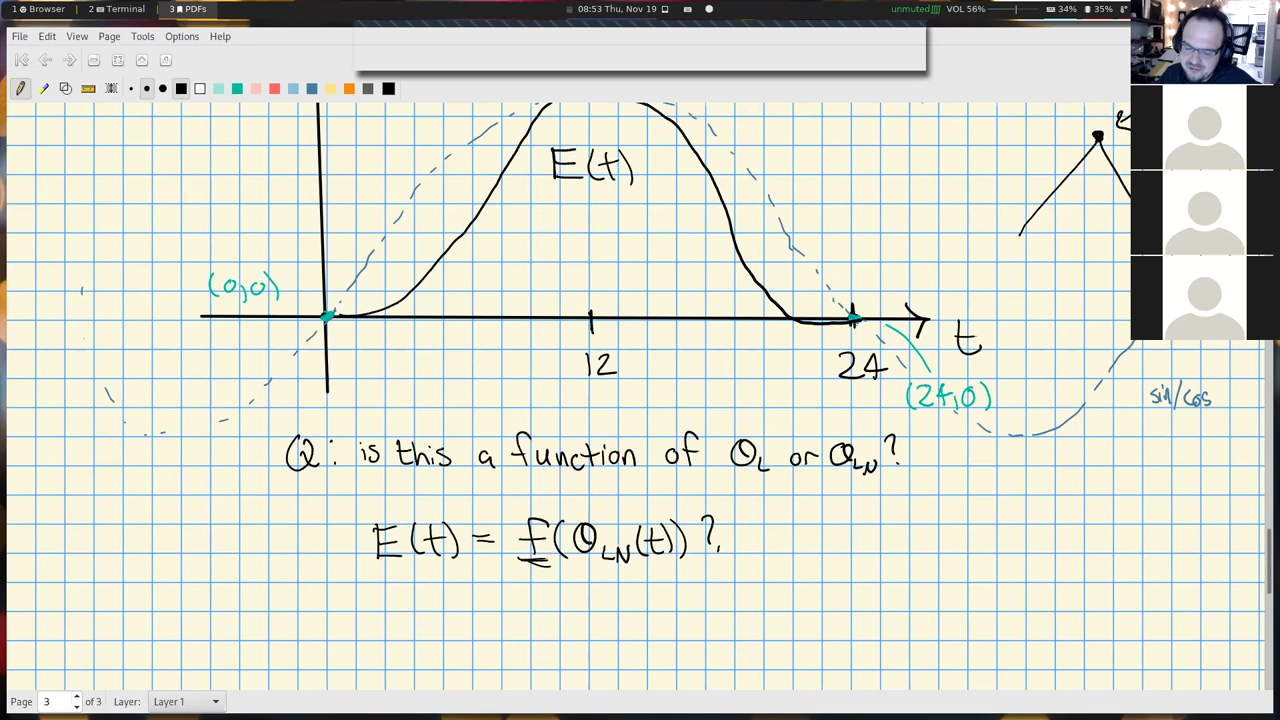 1 Browser 2 Terminal 3 PDFs 08:53 Thu, Nov 19 unmuted VOL 56% 34% 35%
File Edit View Page Tools Options Help
E(t)
(0,0)
12
24
t
(24,0)
sin/cos
Q: is this a function of Θ_L or Θ_LN?
E(t) = f(Θ_LN(t))?
Page 3 of 3 Layer: Layer 1